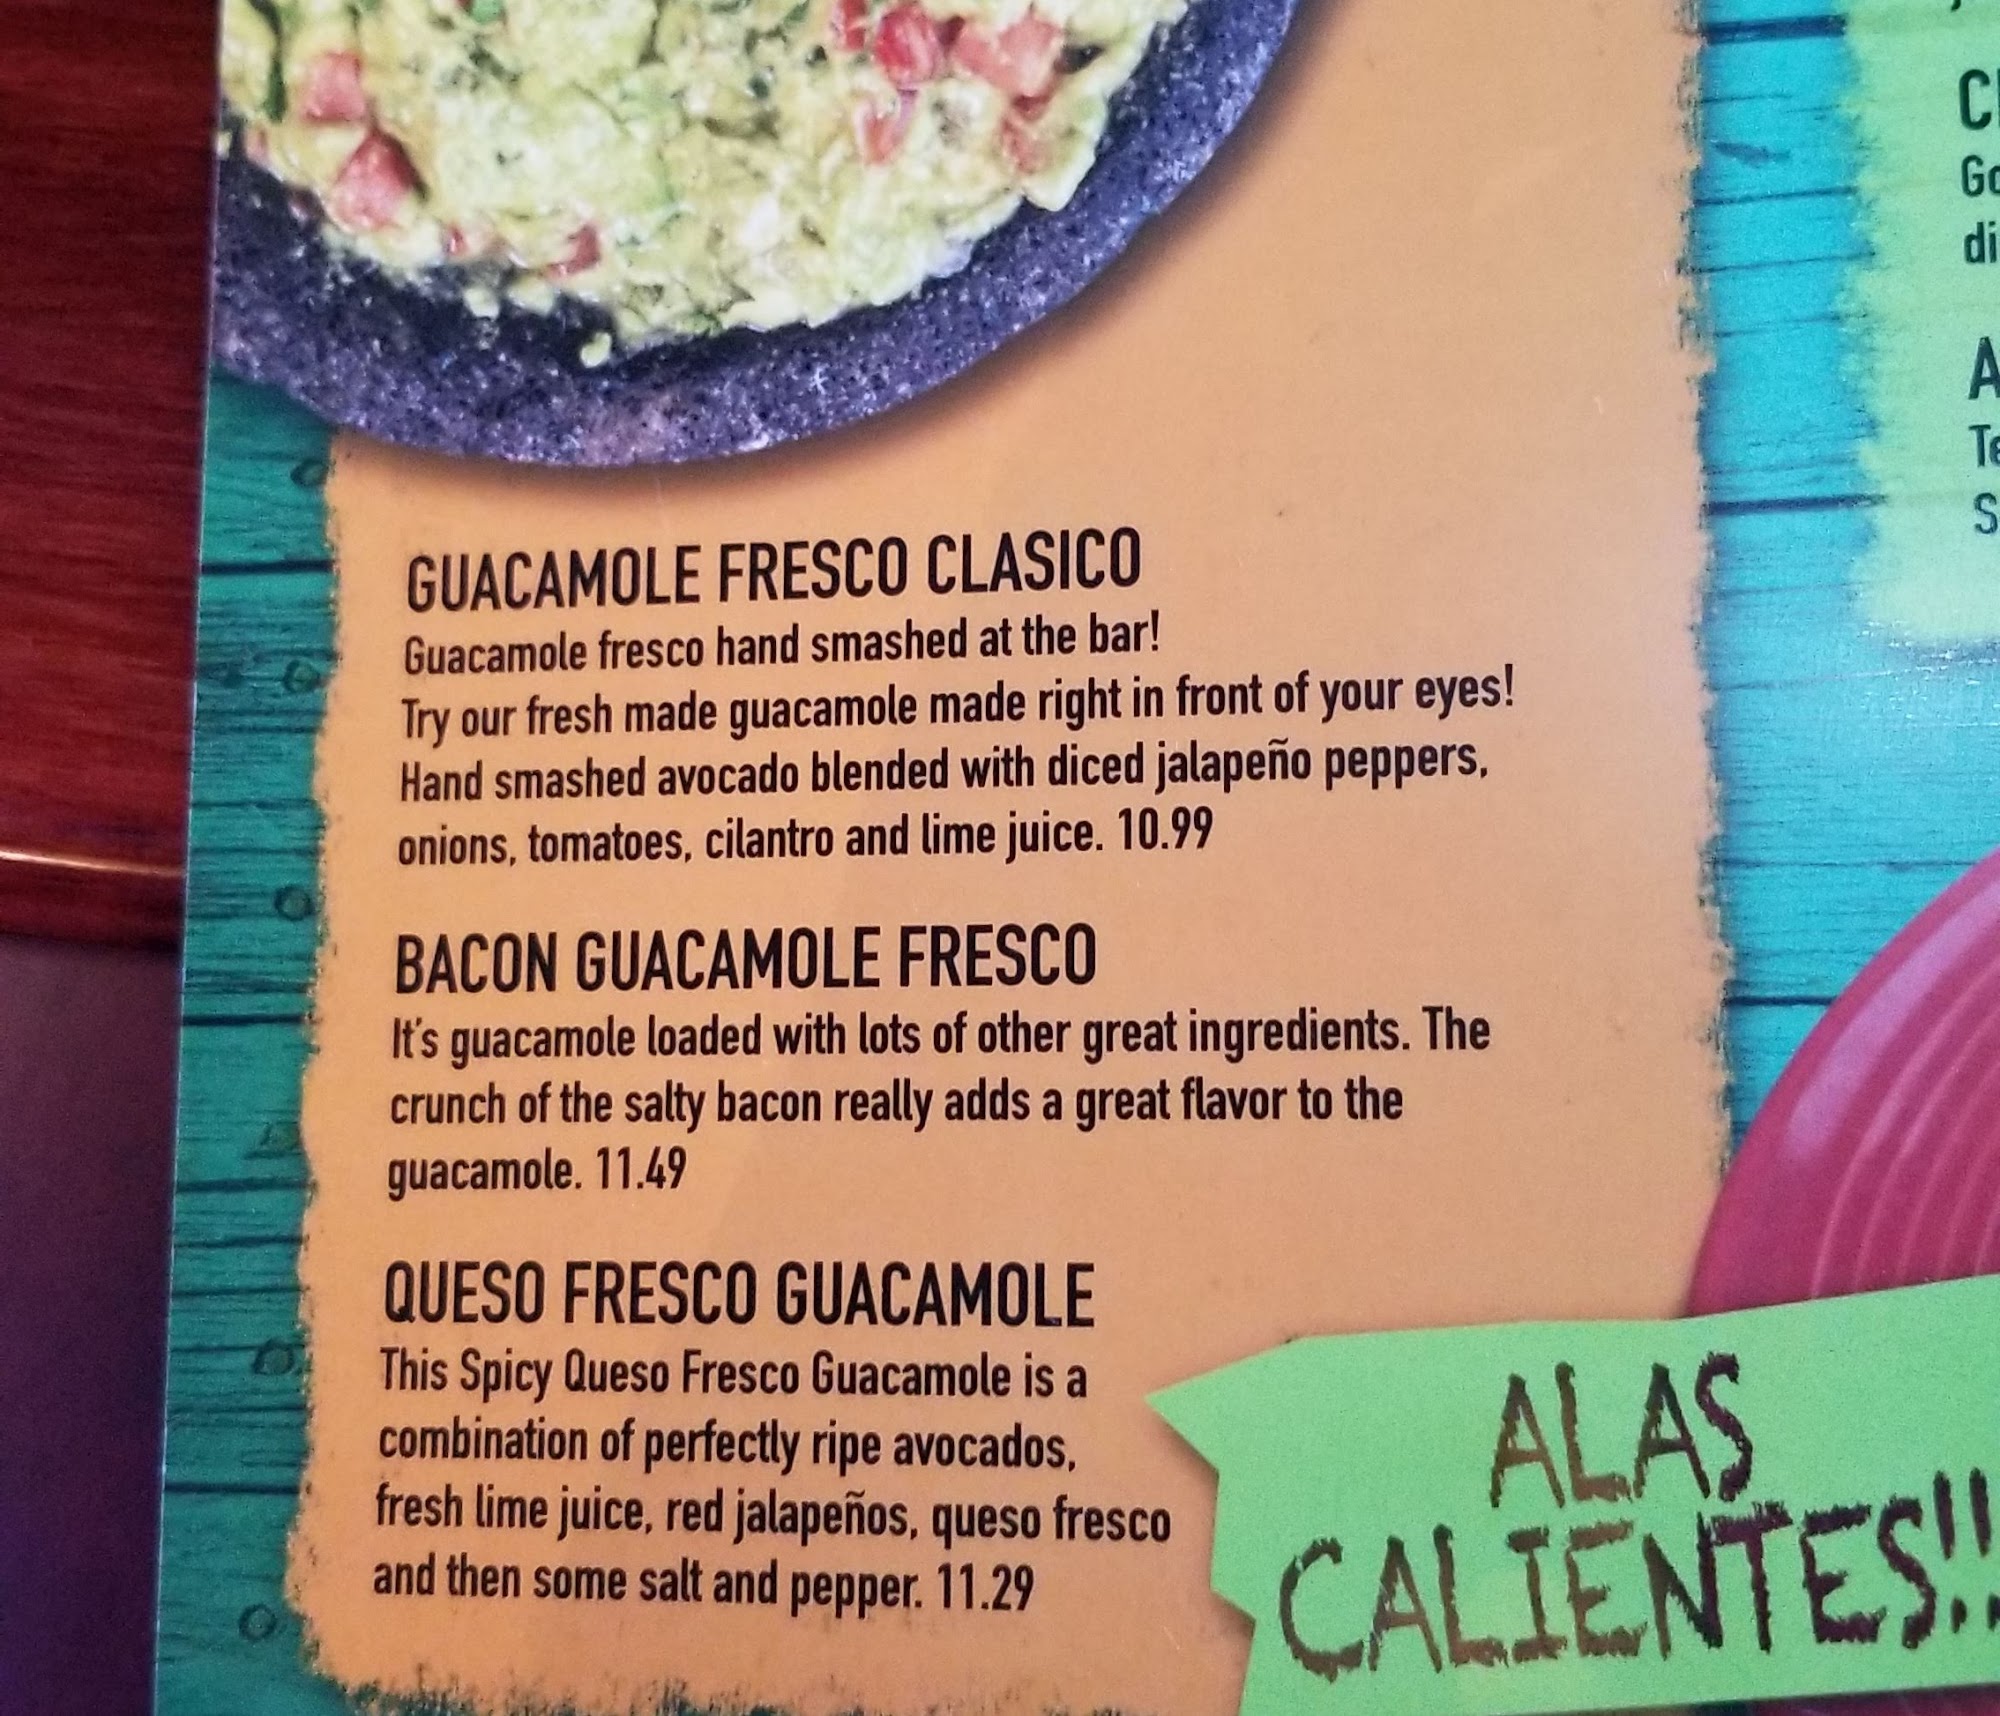 GUACAMOLE FRESCO CLASICO
Guacamole fresco hand smashed at the bar!
Try our fresh made guacamole made right in front of your eyes!
Hand smashed avocado blended with diced jalapeño peppers,
onions, tomatoes, cilantro and lime juice. 10.99
BACON GUACAMOLE FRESCO
It's guacamole loaded with lots of other great ingredients. The
crunch of the salty bacon really adds a great flavor to the
guacamole. 11.49
QUESO FRESCO GUACAMOLE
This Spicy Queso Fresco Guacamole is a
combination of perfectly ripe avocados,
fresh lime juice, red jalapeños, queso fresco
and then some salt and pepper. 11.29
ALAS
CALIENTES!!